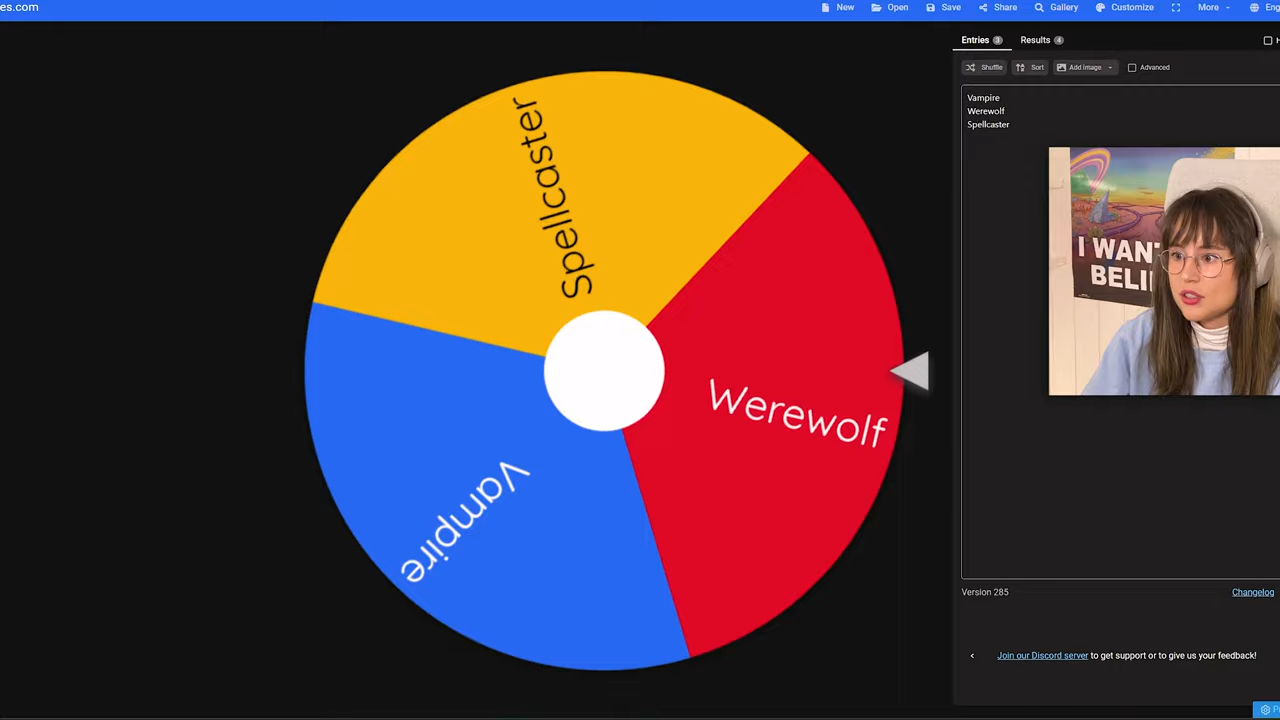 es.com
New Open Save Share Gallery Customize More Eng
Entries 3 Results 4 H
Shuffle Sort Add image Advanced
Vampire
Werewolf
Spellcaster
Spellcaster
Werewolf
Vampire
I WANT
BELI
Version 285
Changelog
Join our Discord server to get support or to give us your feedback!